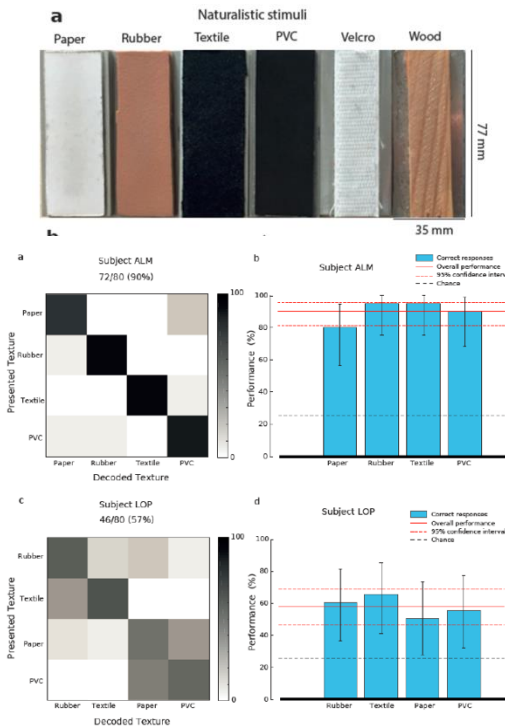 a
Naturalistic stimuli
Paper Rubber Textile PVC Velcro Wood
77 mm
35 mm
a
Subject ALM
72/80 (90%)
100
0
Presented Texture
Paper
Rubber
Textile
PVC
Paper Rubber Textile PVC
Decoded Texture
b
Subject ALM
Correct responses
Overall performance
95% confidence interval
Chance
Performance (%)
100
80
60
40
20
0
Paper Rubber Textile PVC
c
Subject LOP
46/80 (57%)
100
0
Presented Texture
Rubber
Textile
Paper
PVC
Rubber Textile Paper PVC
Decoded Texture
d
Subject LOP
Correct responses
Overall performance
95% confidence interval
Chance
Performance (%)
100
80
60
40
20
0
Rubber Textile Paper PVC